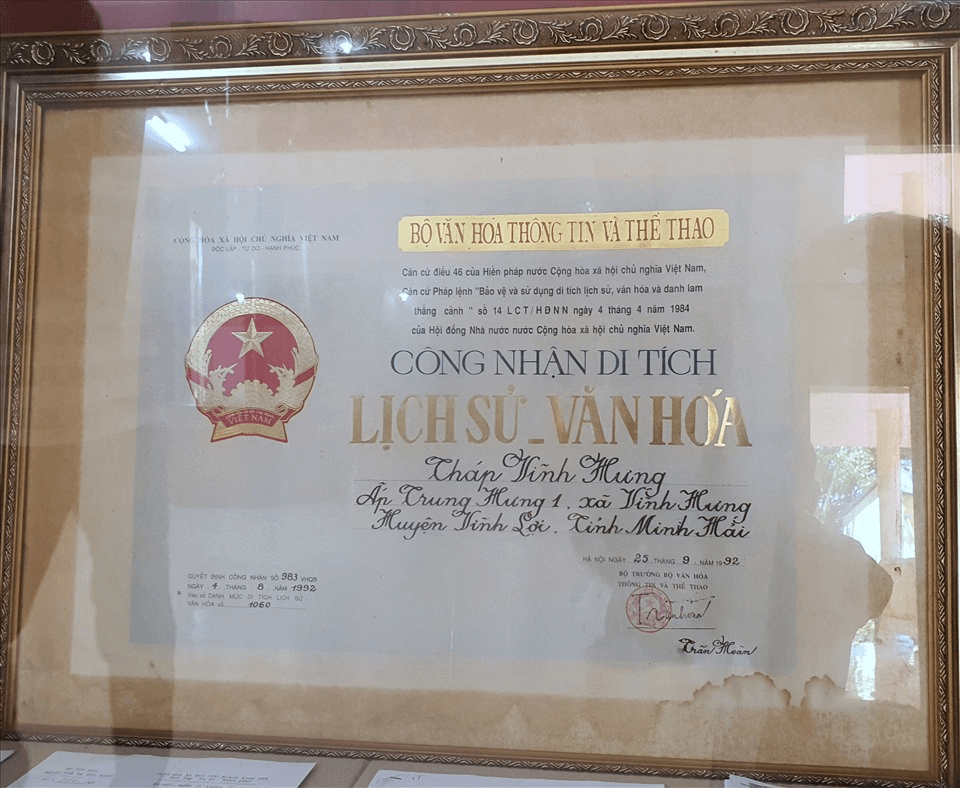 CỘNG HÒA XÃ HỘI CHỦ NGHĨA VIỆT NAM
ĐỘC LẬP - TỰ DO - HẠNH PHÚC
VIỆT NAM
BỘ VĂN HÓA THÔNG TIN VÀ THỂ THAO
Căn cứ điều 46 của Hiến pháp nước Cộng hòa xã hội chủ nghĩa Việt Nam,
Căn cứ Pháp lệnh "Bảo vệ và sử dụng di tích lịch sử, văn hóa và danh lam
thắng cảnh " số 14 LCT/HĐNN ngày 4 tháng 4 năm 1984
của Hội đồng Nhà nước nước Cộng hòa xã hội chủ nghĩa Việt Nam.
CÔNG NHẬN DI TÍCH
LỊCH SỬ_VĂN HÓA
Tháp Vĩnh Hưng
Ấp Trung Hưng 1. xã Vĩnh Hưng
Huyện Vĩnh Lợi. Tỉnh Minh Hải
HÀ NỘI NGÀY 25 THÁNG 9 NĂM 1992
BỘ TRƯỞNG BỘ VĂN HÓA
THÔNG TIN VÀ THỂ THAO
Trần Hoàn
QUYẾT ĐỊNH CÔNG NHẬN SỐ 983 VHQĐ
NGÀY 4 THÁNG 8 NĂM 1992
Vào sổ DANH MỤC DI TÍCH LỊCH SỬ -
VĂN HÓA số 1060